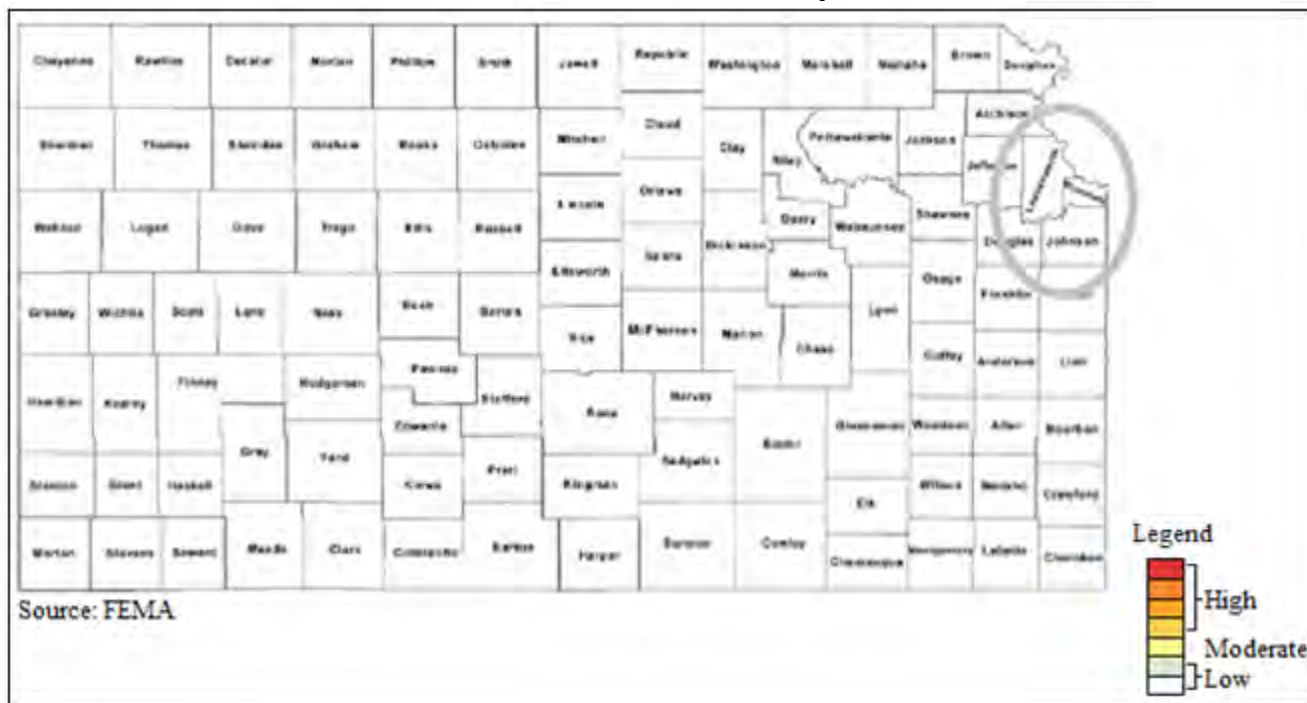 Cheyenne Rawlins Decatur Norton Phillips Smith Jewell Republic Washington Marshall Nemaha Brown Doniphan
Sherman Thomas Sheridan Graham Rooks Osborne Mitchell Cloud Clay Riley Pottawatomie Jackson Atchison
Jefferson Leavenworth
Wallace Logan Gove Trego Ellis Russell Lincoln Ottawa Geary Wabaunsee Shawnee
Ellsworth Saline Dickinson Morris Osage Douglas Johnson
Greeley Wichita Scott Lane Ness Rush Barton Rice McPherson Marion Chase Lyon Franklin
Hamilton Kearny Finney Hodgeman Pawnee Stafford Reno Harvey Coffey Anderson Linn
Gray Ford Edwards Sedgwick Butler Greenwood Woodson Allen Bourbon
Stanton Grant Haskell Kiowa Pratt Kingman Elk Wilson Neosho Crawford
Morton Stevens Seward Meade Clark Comanche Barber Harper Sumner Cowley Chautauqua Montgomery Labette Cherokee
Source: FEMA
Legend
High
Moderate
Low